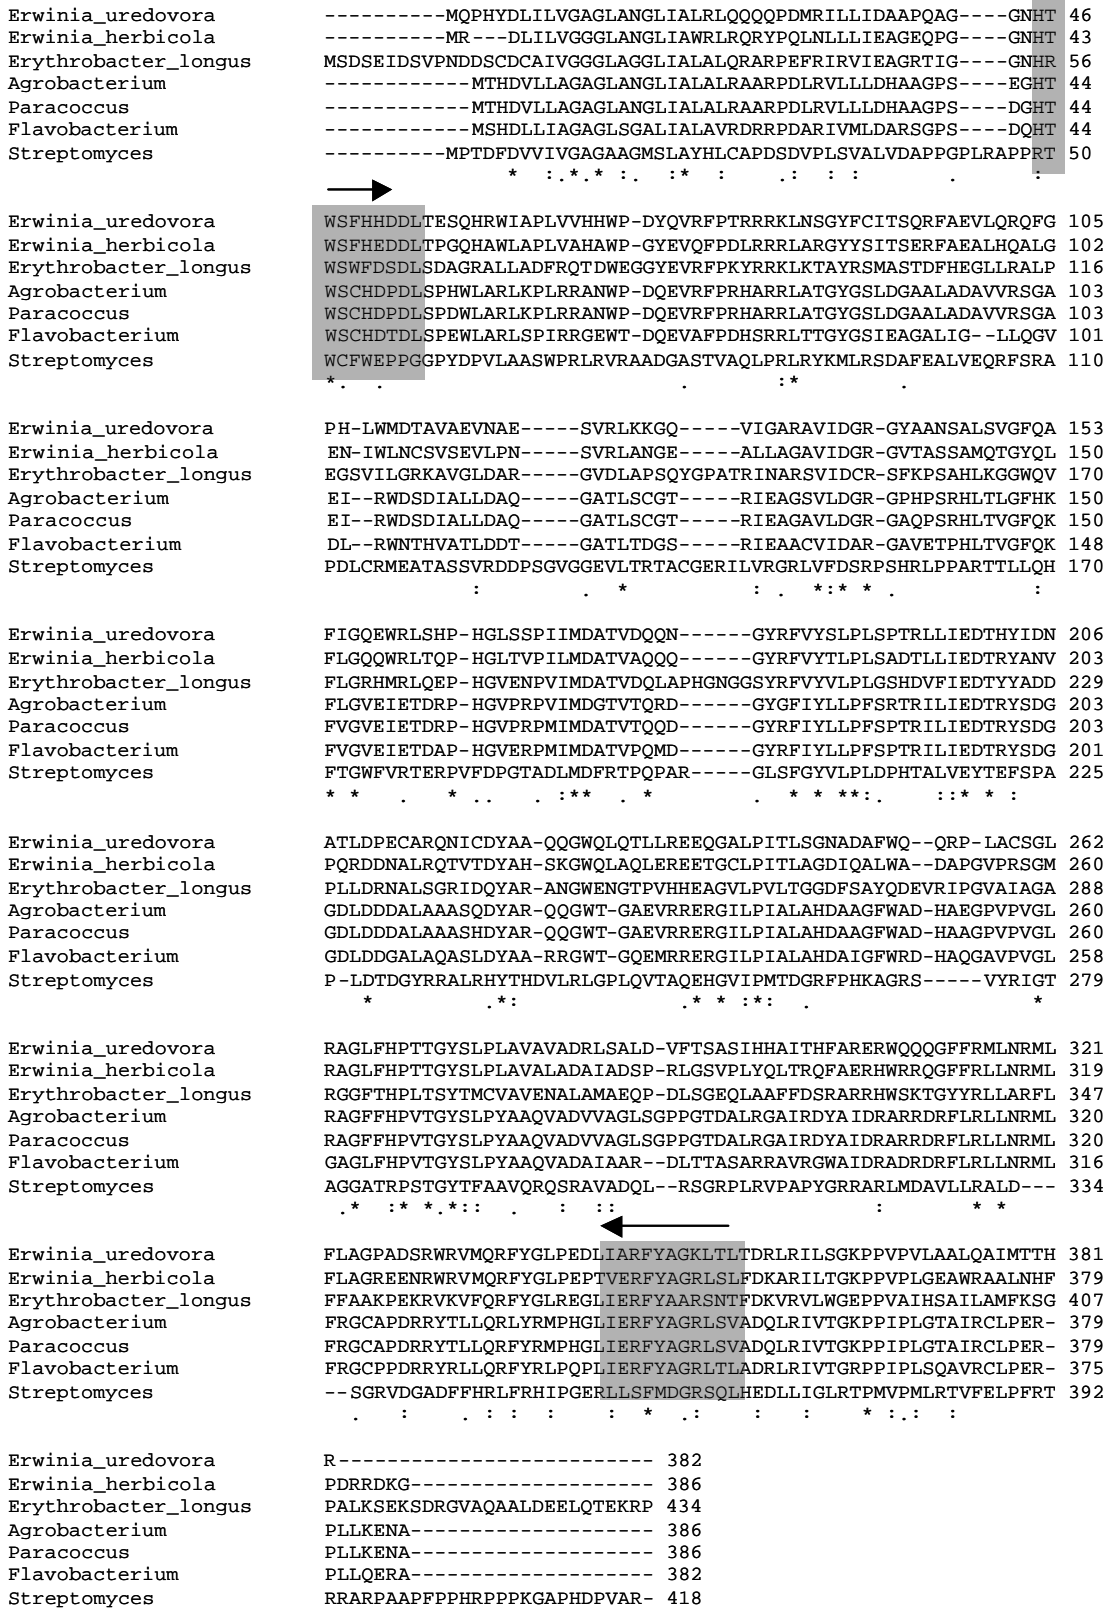 Erwinia_uredovora ----------MQPHYDLILVGAGLANGLIALRLQQQQPDMRILLIDAAPQAG----GNHT 46
Erwinia_herbicola ----------MR---DLILVGGGLANGLIAWRLRQRYPQLNLLLIEAGEQPG----GNHT 43
Erythrobacter_longus MSDSEIDSVPNDDSCDCAIVGGGLAGGLIALALQRARPEFRIRVIEAGRTIG----GNHR 56
Agrobacterium ------------MTHDVLLAGAGLANGLIALALRAARPDLRVLLLDHAAGPS----EGHT 44
Paracoccus ------------MTHDVLLAGAGLANGLIALALRAARPDLRVLLLDHAAGPS----DGHT 44
Flavobacterium ------------MSHDLLIAGAGLSGALIALAVRDRRPDARIVMLDARSGPS----DQHT 44
Streptomyces ----------MPTDFDVVIVGAGAAGMSLAYHLCAPDSDVPLSVALVDAPPGPLRAPPRT 50
* :.*.* :. :* : .: : : . :
Erwinia_uredovora WSFHHDDLTESQHRWIAPLVVHHWP-DYQVRFPTRRRKLNSGYFCITSQRFAEVLQRQFG 105
Erwinia_herbicola WSFHEDDLTPGQHAWLAPLVAHAWP-GYEVQFPDLRRRLARGYYSITSERFAEALHQALG 102
Erythrobacter_longus WSWFDSDLSDAGRALLADFRQTDWEGGYEVRFPKYRRKLKTAYRSMASTDFHEGLLRALP 116
Agrobacterium WSCHDPDLSPHWLARLKPLRRANWP-DQEVRFPRHARRLATGYGSLDGAALADAVVRSGA 103
Paracoccus WSCHDPDLSPDWLARLKPLRRANWP-DQEVRFPRHARRLATGYGSLDGAALADAVVRSGA 103
Flavobacterium WSCHDTDLSPEWLARLSPIRRGEWT-DQEVAFPDHSRRLTTGYGSIEAGALIG--LLQGV 101
Streptomyces WCFWEPPGGPYDPVLAASWPRLRVRAADGASTVAQLPRLRYKMLRSDAFEALVEQRFSRA 110
*. . . :* .
Erwinia_uredovora PH-LWMDTAVAEVNAE-----SVRLKKGQ-----VIGARAVIDGR-GYAANSALSVGFQA 153
Erwinia_herbicola EN-IWLNCSVSEVLPN-----SVRLANGE-----ALLAGAVIDGR-GVTASSAMQTGYQL 150
Erythrobacter_longus EGSVILGRKAVGLDAR-----GVDLAPSQYGPATRINARSVIDCR-SFKPSAHLKGGWQV 170
Agrobacterium EI--RWDSDIALLDAQ-----GATLSCGT-----RIEAGSVLDGR-GPHPSRHLTLGFHK 150
Paracoccus EI--RWDSDIALLDAQ-----GATLSCGT-----RIEAGAVLDGR-GAQPSRHLTVGFQK 150
Flavobacterium DL--RWNTHVATLDDT-----GATLTDGS-----RIEAACVIDAR-GAVETPHLTVGFQK 148
Streptomyces PDLCRMEATASSVRDDPSGVGGEVLTRTACGERILVRGRLVFDSRPSHRLPPARTTLLQH 170
: . * : . *:* * . :
Erwinia_uredovora FIGQEWRLSHP-HGLSSPIIMDATVDQQN------GYRFVYSLPLSPTRLLIEDTHYIDN 206
Erwinia_herbicola FLGQQWRLTQP-HGLTVPILMDATVAQQQ------GYRFVYTLPLSADTLLIEDTRYANV 203
Erythrobacter_longus FLGRHMRLQEP-HGVENPVIMDATVDQLAPHGNGGSYRFVYVLPLGSHDVFIEDTYYADD 229
Agrobacterium FLGVEIETDRP-HGVPRPVIMDGTVTQRD------GYGFIYLLPFSRTRILIEDTRYSDG 203
Paracoccus FVGVEIETDRP-HGVPRPMIMDATVTQQD------GYRFIYLLPFSPTRILIEDTRYSDG 203
Flavobacterium FVGVEIETDAP-HGVERPMIMDATVPQMD------GYRFIYLLPFSPTRILIEDTRYSDG 201
Streptomyces FTGWFVRTERPVFDPGTADLMDFRTPQPAR-----GLSFGYVLPLDPHTALVEYTEFSPA 225
* * . * .. . :** . * . * * **:. ::* * :
Erwinia_uredovora ATLDPECARQNICDYAA-QQGWQLQTLLREEQGALPITLSGNADAFWQ--QRP-LACSGL 262
Erwinia_herbicola PQRDDNALRQTVTDYAH-SKGWQLAQLEREETGCLPITLAGDIQALWA--DAPGVPRSGM 260
Erythrobacter_longus PLLDRNALSGRIDQYAR-ANGWENGTPVHHEAGVLPVLTGGDFSAYQDEVRIPGVAIAGA 288
Agrobacterium GDLDDDALAAASQDYAR-QQGWT-GAEVRRERGILPIALAHDAAGFWAD-HAEGPVPVGL 260
Paracoccus GDLDDDALAAASHDYAR-QQGWT-GAEVRRERGILPIALAHDAAGFWAD-HAAGPVPVGL 260
Flavobacterium GDLDDGALAQASLDYAA-RRGWT-GQEMRRERGILPIALAHDAIGFWRD-HAQGAVPVGL 258
Streptomyces P-LDTDGYRRALRHYTHDVLRLGPLQVTAQEHGVIPMTDGRFPHKAGRS-----VYRIGT 279
* .*: .* * :*: . *
Erwinia_uredovora RAGLFHPTTGYSLPLAVAVADRLSALD-VFTSASIHHAITHFARERWQQQGFFRMLNRML 321
Erwinia_herbicola RAGLFHPTTGYSLPLAVALADAIADSP-RLGSVPLYQLTRQFAERHWRRQGFFRLLNRML 319
Erythrobacter_longus RGGFTHPLTSYTMCVAVENALAMAEQP-DLSGEQLAAFFDSRARRHWSKTGYYRLLARFL 347
Agrobacterium RAGFFHPVTGYSLPYAAQVADVVAGLSGPPGTDALRGAIRDYAIDRARRDRFLRLLNRML 320
Paracoccus RAGFFHPVTGYSLPYAAQVADVVAGLSGPPGTDALRGAIRDYAIDRARRDRFLRLLNRML 320
Flavobacterium GAGLFHPVTGYSLPYAAQVADAIAAR--DLTTASARRAVRGWAIDRADRDRFLRLLNRML 316
Streptomyces AGGATRPSTGYTFAAVQRQSRAVADQL--RSGRPLRVPAPYGRRARLMDAVLLRALD--- 334
.* :* *.*:: . : :: : * *
Erwinia_uredovora FLAGPADSRWRVMQRFYGLPEDLIARFYAGKLTLTDRLRILSGKPPVPVLAALQAIMTTH 381
Erwinia_herbicola FLAGREENRWRVMQRFYGLPEPTVERFYAGRLSLFDKARILTGKPPVPLGEAWRAALNHF 379
Erythrobacter_longus FFAAKPEKRVKVFQRFYGLREGLIERFYAARSNTFDKVRVLWGEPPVAIHSAILAMFKSG 407
Agrobacterium FRGCAPDRRYTLLQRLYRMPHGLIERFYAGRLSVADQLRIVTGKPPIPLGTAIRCLPER- 379
Paracoccus FRGCAPDRRYTLLQRFYRMPHGLIERFYAGRLSVADQLRIVTGKPPIPLGTAIRCLPER- 379
Flavobacterium FRGCPPDRRYRLLQRFYRLPQPLIERFYAGRLTLADRLRIVTGRPPIPLSQAVRCLPER- 375
Streptomyces --SGRVDGADFFHRLFRHIPGERLLSFMDGRSQLHEDLLIGLRTPMVPMLRTVFELPFRT 392
. : . : : : : * .: : : * :.: :
Erwinia_uredovora R-------------------------- 382
Erwinia_herbicola PDRRDKG-------------------- 386
Erythrobacter_longus PALKSEKSDRGVAQAALDEELQTEKRP 434
Agrobacterium PLLKENA-------------------- 386
Paracoccus PLLKENA-------------------- 386
Flavobacterium PLLQERA-------------------- 382
Streptomyces RRARPAAPFPPHRPPPKGAPHDPVAR- 418